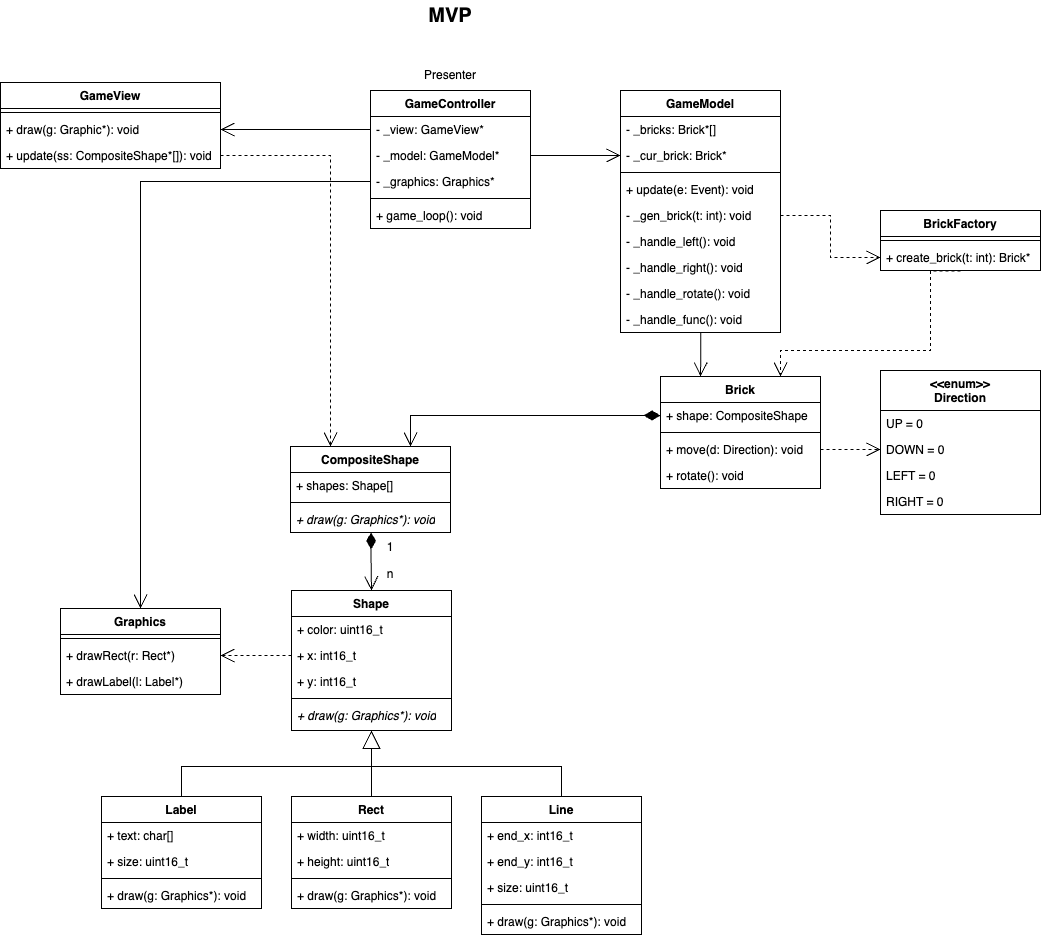 MVP
Presenter
GameView
+ draw(g: Graphic*): void
+ update(ss: CompositeShape*[]): void
GameController
- _view: GameView*
- _model: GameModel*
- _graphics: Graphics*
+ game_loop(): void
GameModel
- _bricks: Brick*[]
- _cur_brick: Brick*
+ update(e: Event): void
- _gen_brick(t: int): void
- _handle_left(): void
- _handle_right(): void
- _handle_rotate(): void
- _handle_func(): void
BrickFactory
+ create_brick(t: int): Brick*
Brick
+ shape: CompositeShape
+ move(d: Direction): void
+ rotate(): void
<<enum>>
Direction
UP = 0
DOWN = 0
LEFT = 0
RIGHT = 0
CompositeShape
+ shapes: Shape[]
+ draw(g: Graphics*): void
1
n
Graphics
+ drawRect(r: Rect*)
+ drawLabel(l: Label*)
Shape
+ color: uint16_t
+ x: int16_t
+ y: int16_t
+ draw(g: Graphics*): void
Label
+ text: char[]
+ size: uint16_t
+ draw(g: Graphics*): void
Rect
+ width: uint16_t
+ height: uint16_t
+ draw(g: Graphics*): void
Line
+ end_x: int16_t
+ end_y: int16_t
+ size: uint16_t
+ draw(g: Graphics*): void